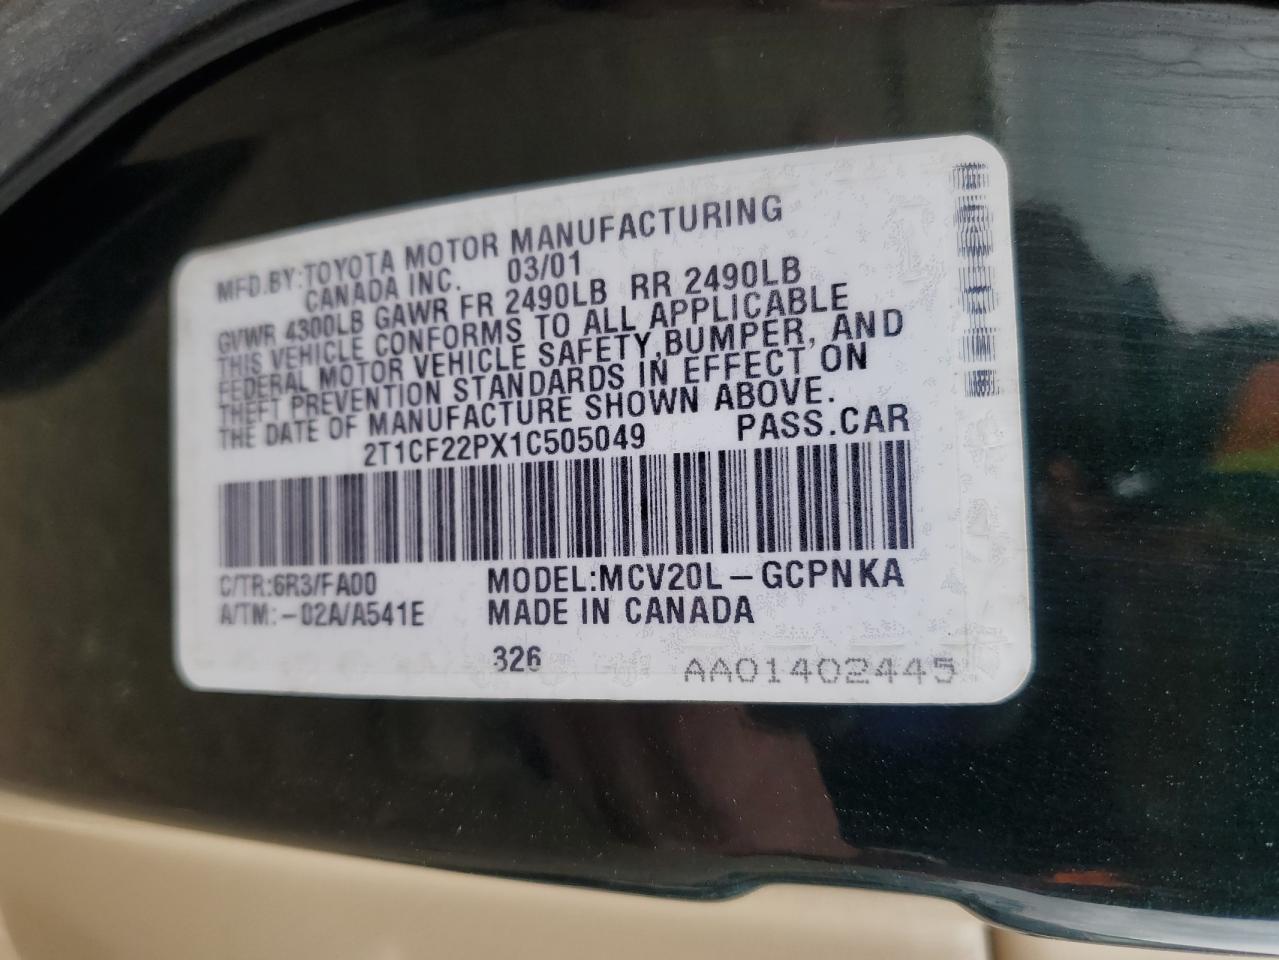 MFD.BY:TOYOTA MOTOR MANUFACTURING
CANADA INC. 03/01
GVWR 4300LB GAWR FR 2490LB RR 2490LB
THIS VEHICLE CONFORMS TO ALL APPLICABLE
FEDERAL MOTOR VEHICLE SAFETY,BUMPER, AND
THEFT PREVENTION STANDARDS IN EFFECT ON
THE DATE OF MANUFACTURE SHOWN ABOVE.
2T1CF22PX1C505049 PASS.CAR
C/TR:6R3/FA00 MODEL:MCV20L-GCPNKA
A/TM:-02A/A541E MADE IN CANADA
326 AA01402445